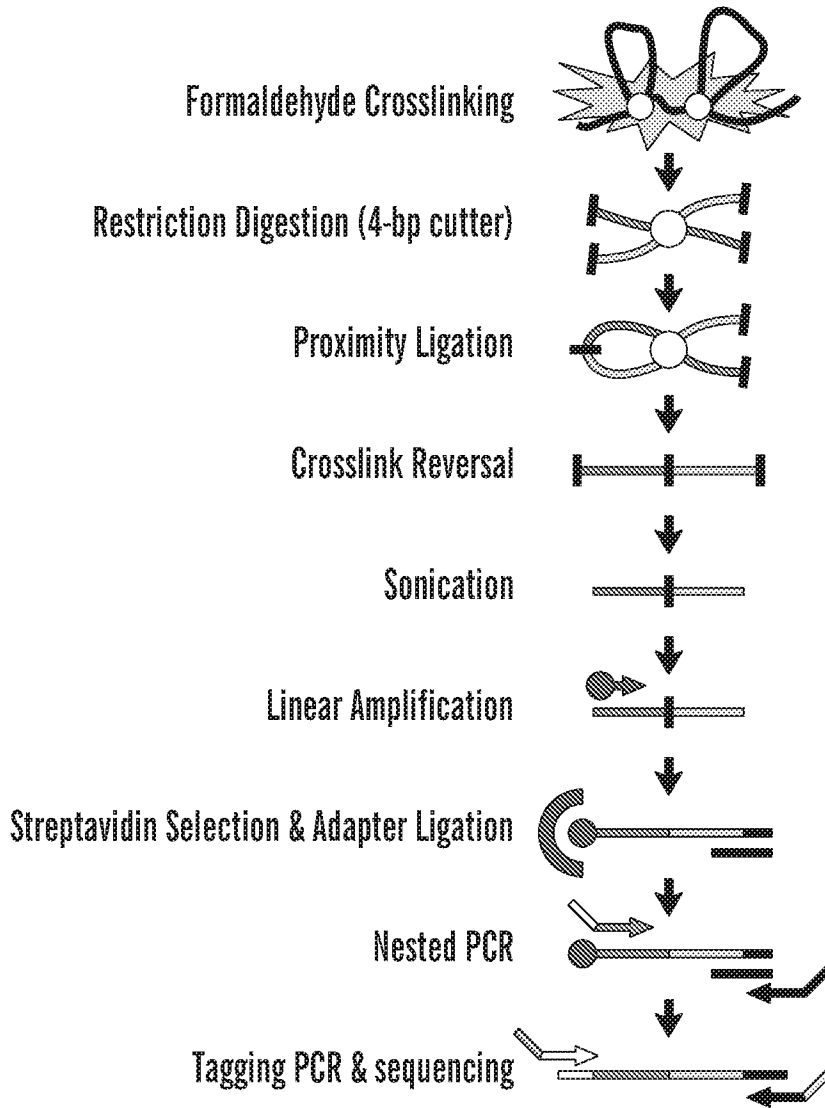 Formaldehyde Crosslinking
Restriction Digestion (4-bp cutter)
Proximity Ligation
Crosslink Reversal
Sonication
Linear Amplification
Streptavidin Selection & Adapter Ligation
Nested PCR
Tagging PCR & sequencing